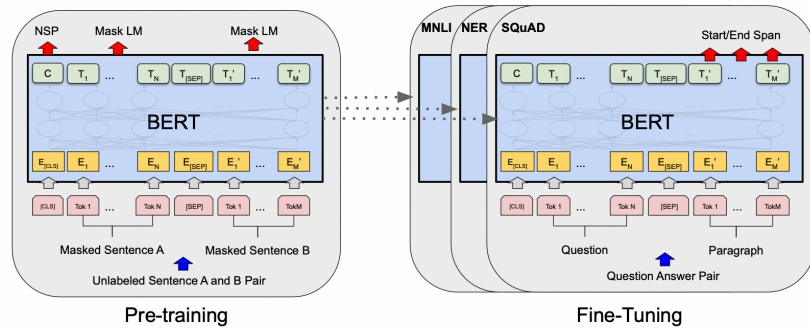 NSP Mask LM Mask LM
C T1 ... TN T[SEP] T1' ... TM'
BERT
E[CLS] E1 ... EN E[SEP] E1' ... EM'
[CLS] Tok 1 ... Tok N [SEP] Tok 1 ... TokM
Masked Sentence A Masked Sentence B
Unlabeled Sentence A and B Pair
Pre-training
MNLI NER SQuAD
Start/End Span
C T1 ... TN T[SEP] T1' ... TM'
BERT
E[CLS] E1 ... EN E[SEP] E1' ... EM'
[CLS] Tok 1 ... Tok N [SEP] Tok 1 ... TokM
Question Paragraph
Question Answer Pair
Fine-Tuning